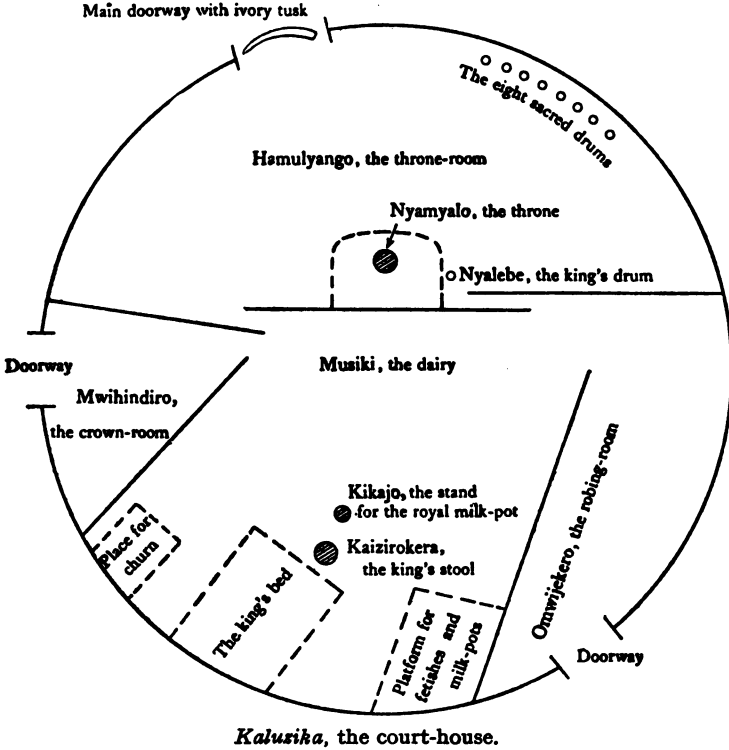 Main doorway with ivory tusk
The eight sacred drums
Hamulyango, the throne-room
Nyamyalo, the throne
Nyalebe, the king's drum
Doorway
Musiki, the dairy
Mwihindiro,
the crown-room
Kikajo, the stand
for the royal milk-pot
Kaizirokera,
the king's stool
Place for
churn
The king's bed
Platform for
fetishes and
milk-pots
Omwijekero, the robing-room
Doorway
Kaluzika, the court-house.